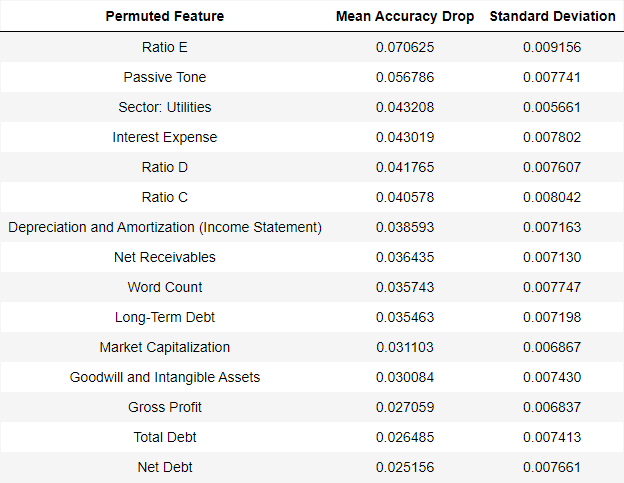 Permuted Feature Mean Accuracy Drop Standard Deviation
Ratio E 0.070625 0.009156
Passive Tone 0.056786 0.007741
Sector: Utilities 0.043208 0.005661
Interest Expense 0.043019 0.007802
Ratio D 0.041765 0.007607
Ratio C 0.040578 0.008042
Depreciation and Amortization (Income Statement) 0.038593 0.007163
Net Receivables 0.036435 0.007130
Word Count 0.035743 0.007747
Long-Term Debt 0.035463 0.007198
Market Capitalization 0.031103 0.006867
Goodwill and Intangible Assets 0.030084 0.007430
Gross Profit 0.027059 0.006837
Total Debt 0.026485 0.007413
Net Debt 0.025156 0.007661